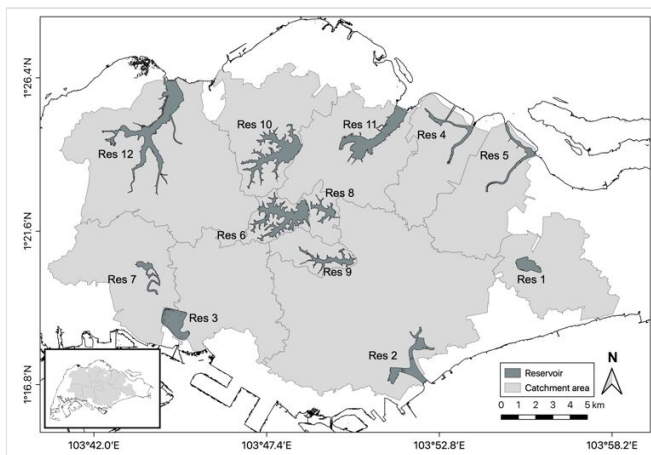 1°26.4'N
1°21.6'N
1°16.8'N
Res 10
Res 11
Res 4
Res 12
Res 5
Res 8
Res 6
Res 9
Res 7
Res 1
Res 3
Res 2
Reservoir
Catchment area
N
0 1 2 3 4 5 km
103°42.0'E 103°47.4'E 103°52.8'E 103°58.2'E